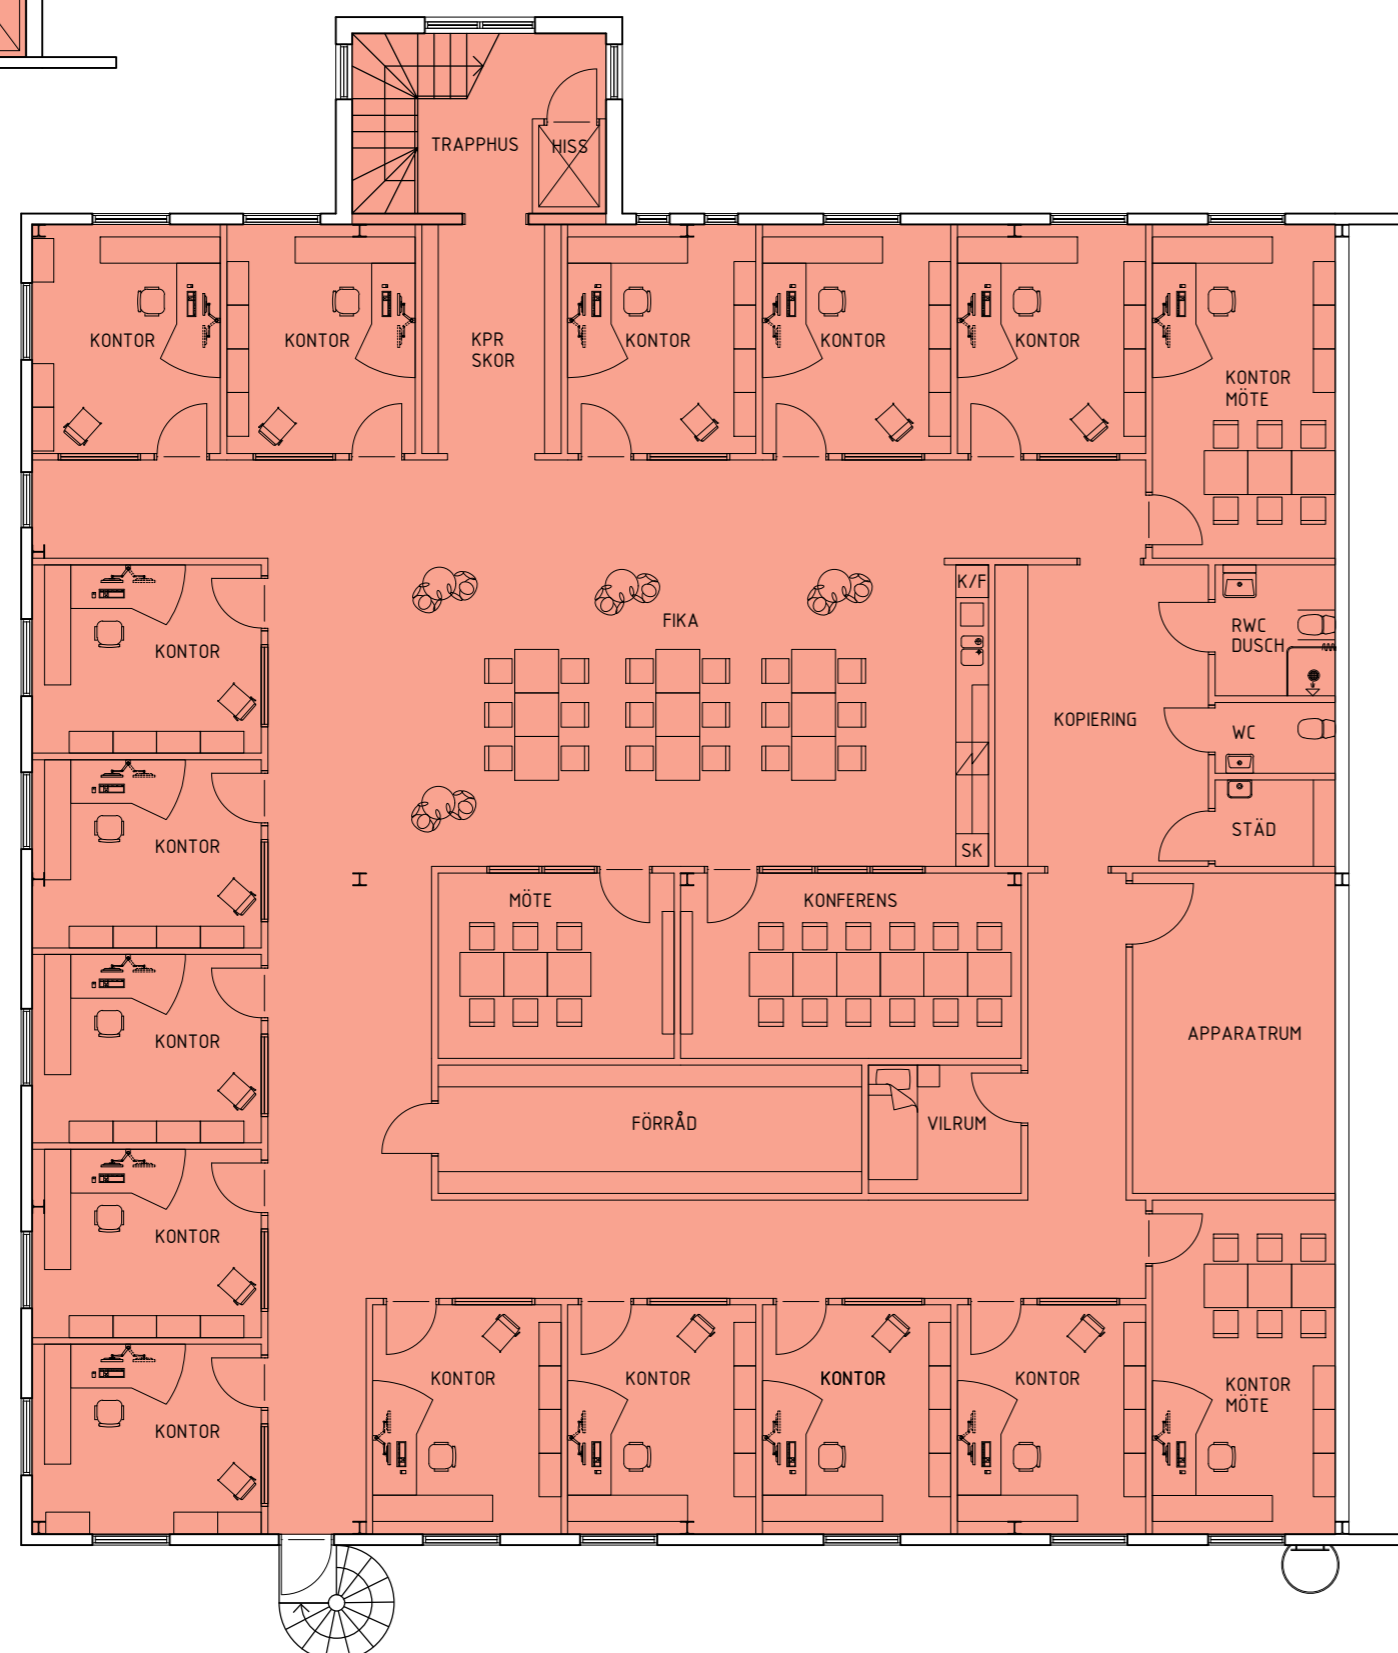 TRAPPHUS
HISS
KONTOR
KONTOR
KPR
SKOR
KONTOR
KONTOR
KONTOR
KONTOR
MÖTE
K/F
FIKA
RWC
DUSCH
KONTOR
KOPIERING
WC
STÄD
KONTOR
SK
MÖTE
KONFERENS
APPARATRUM
KONTOR
FÖRRÅD
VILRUM
KONTOR
KONTOR
KONTOR
KONTOR
KONTOR
KONTOR
KONTOR
MÖTE